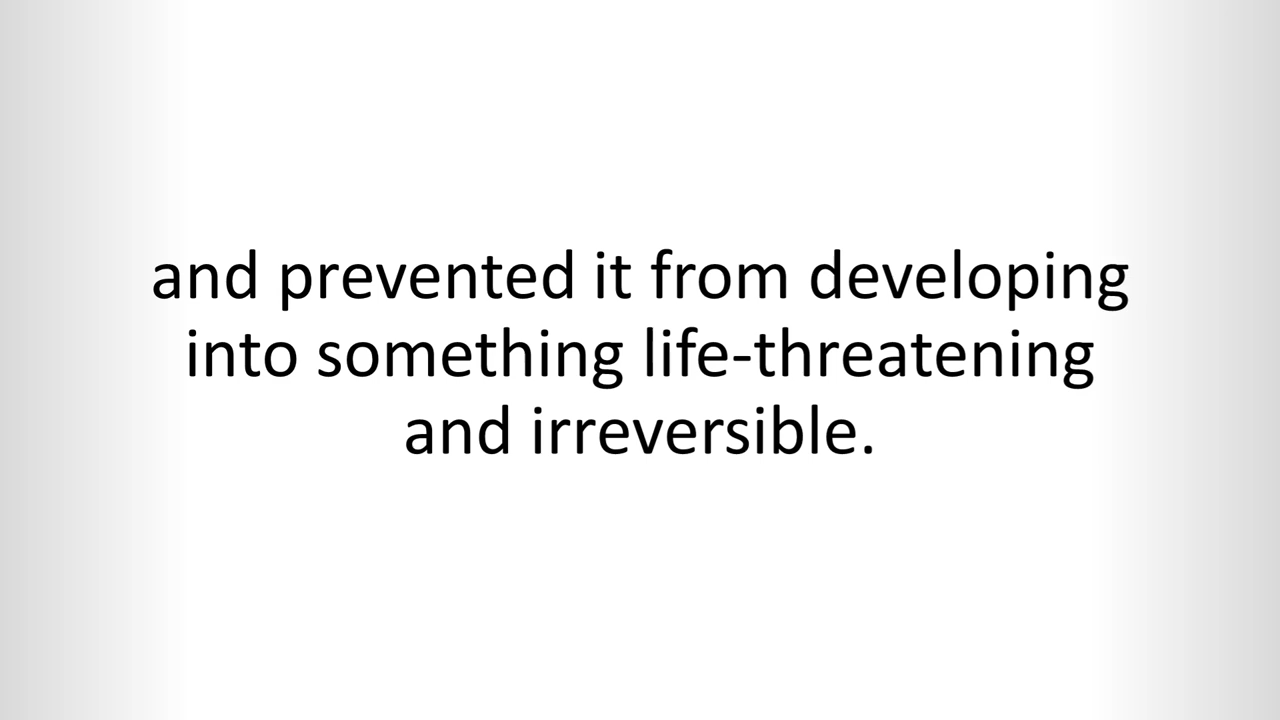 and prevented it from developing
into something life-threatening
and irreversible.